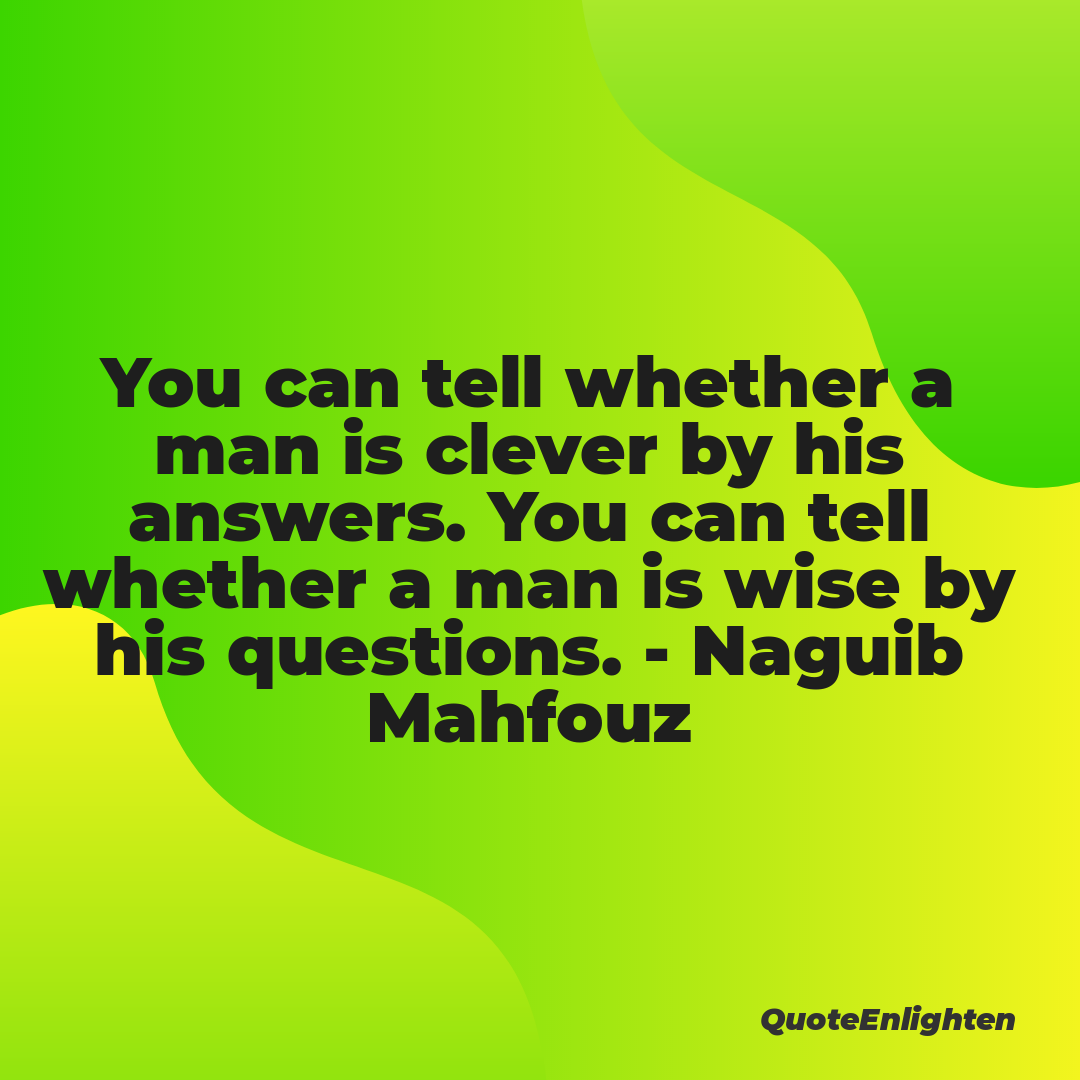 You can tell whether a
man is clever by his
answers. You can tell
whether a man is wise by
his questions. - Naguib
Mahfouz
QuoteEnlighten